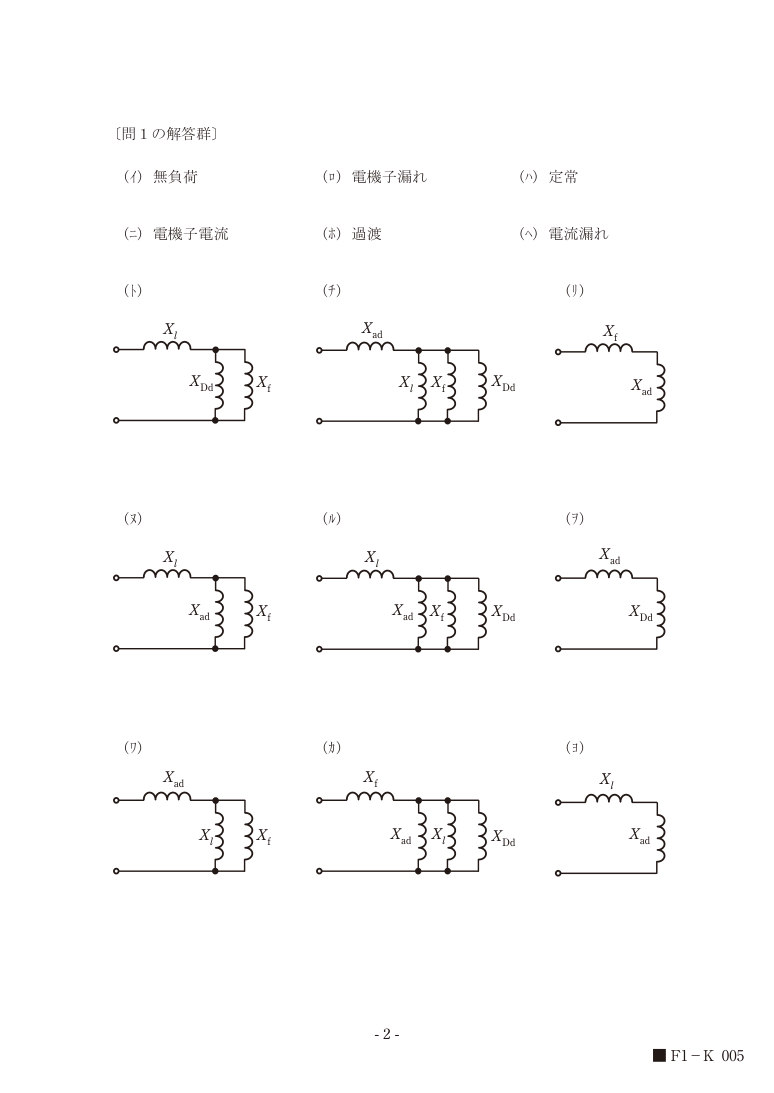 〔問 1 の解答群〕
(ｲ) 無負荷 (ﾛ) 電機子漏れ (ﾊ) 定常
(ﾆ) 電機子電流 (ﾎ) 過渡 (ﾍ) 電流漏れ
(ﾄ) (ﾁ) (ﾘ)
Xl Xad Xf
XDd Xf Xl Xf XDd Xad
(ﾇ) (ﾙ) (ｦ)
Xl Xl Xad
Xad Xf Xad Xf XDd XDd
(ﾜ) (ｶ) (ﾖ)
Xad Xf Xl
Xl Xf Xad Xl XDd Xad
- 2 -
■ F1－K 005